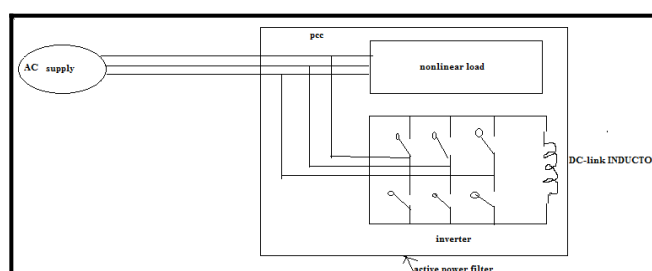 pcc
AC supply
nonlinear load
DC-link INDUCTO
inverter
active power filter